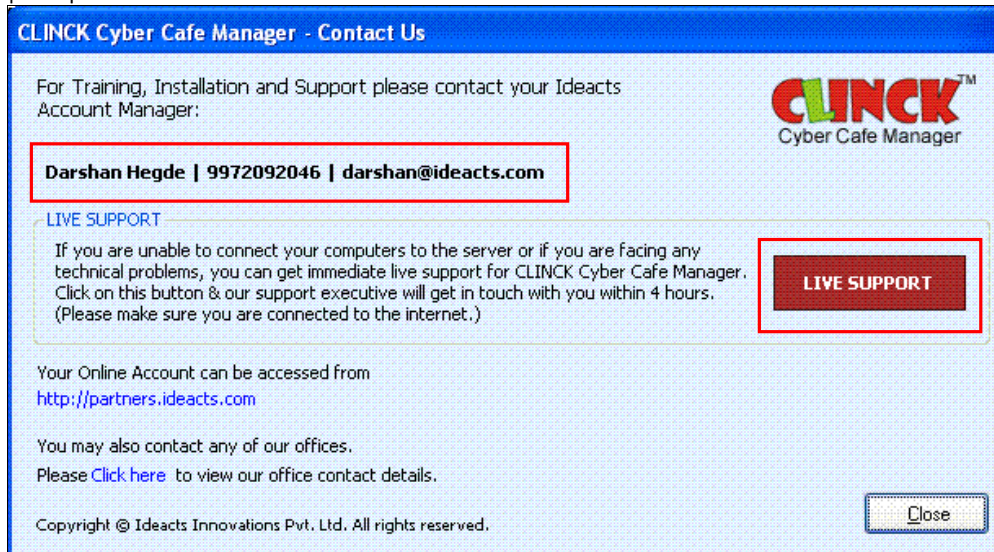 CLINCK Cyber Cafe Manager - Contact Us
For Training, Installation and Support please contact your Ideacts
Account Manager:
CLINCK TM
Cyber Cafe Manager
Darshan Hegde | 9972092046 | darshan@ideacts.com
LIVE SUPPORT
If you are unable to connect your computers to the server or if you are facing any
technical problems, you can get immediate live support for CLINCK Cyber Cafe Manager.
Click on this button & our support executive will get in touch with you within 4 hours.
(Please make sure you are connected to the internet.)
LIVE SUPPORT
Your Online Account can be accessed from
http://partners.ideacts.com
You may also contact any of our offices.
Please Click here to view our office contact details.
Copyright © Ideacts Innovations Pvt. Ltd. All rights reserved.
Close